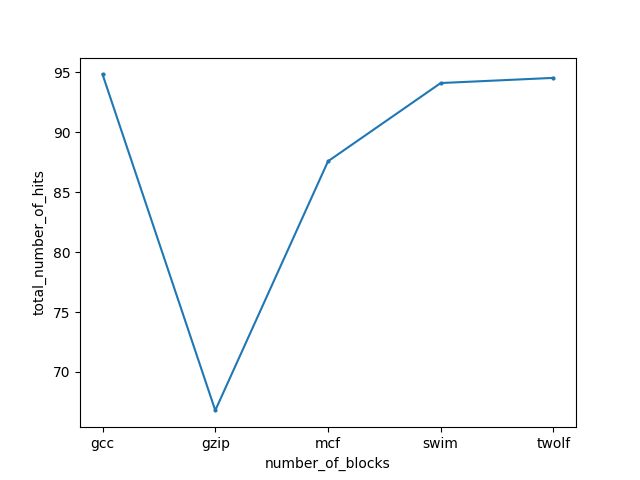 95
90
85
80
75
70
total_number_of_hits
gcc gzip mcf swim twolf
number_of_blocks